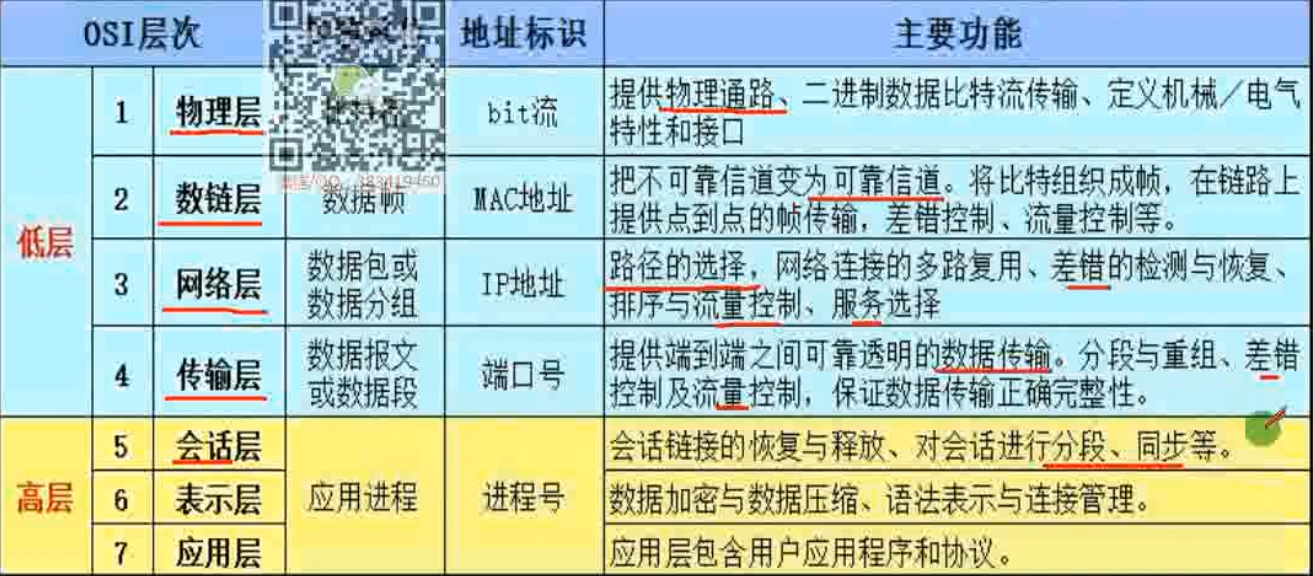 OSI层次
地址标识
主要功能
低层
1
物理层
bit流
提供物理通路、二进制数据比特流传输、定义机械／电气
特性和接口
2
数链层
数据帧
MAC地址
把不可靠信道变为可靠信道。将比特组织成帧，在链路上
提供点到点的帧传输，差错控制、流量控制等。
3
网络层
数据包或
数据分组
IP地址
路径的选择，网络连接的多路复用、差错的检测与恢复、
排序与流量控制、服务选择
4
传输层
数据报文
或数据段
端口号
提供端到端之间可靠透明的数据传输。分段与重组、差错
控制及流量控制，保证数据传输正确完整性。
高层
5
会话层
会话链接的恢复与释放、对会话进行分段、同步等。
6
表示层
应用进程
进程号
数据加密与数据压缩、语法表示与连接管理。
7
应用层
应用层包含用户应用程序和协议。